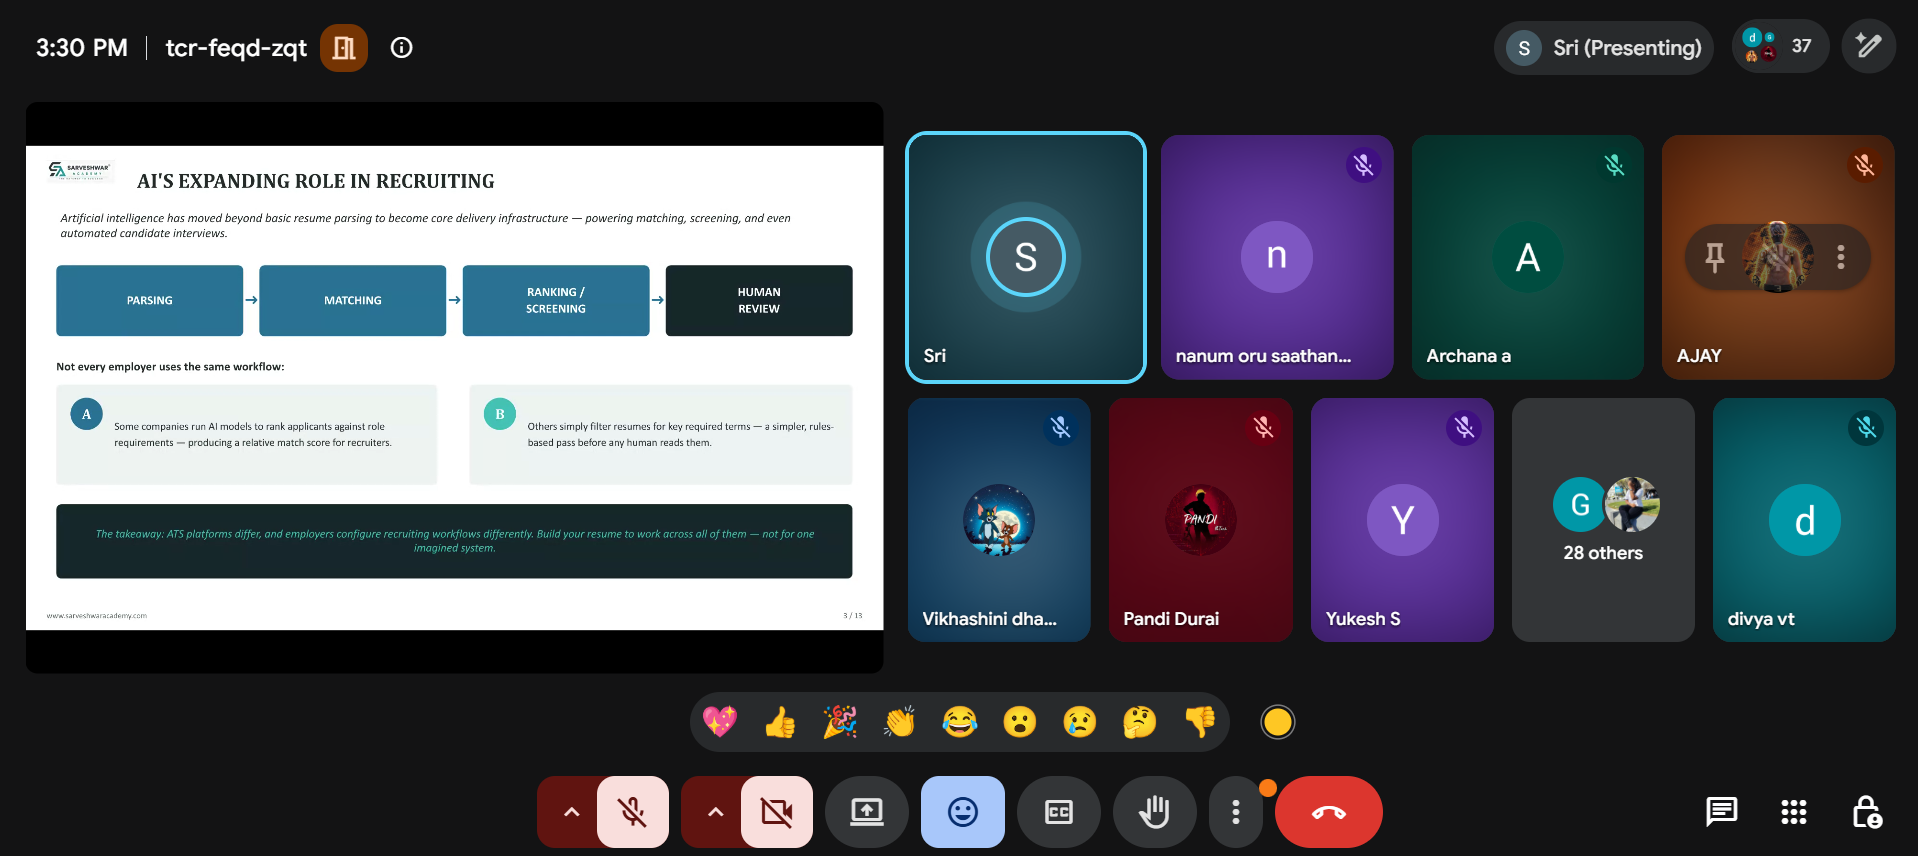 3:30 PM
tcr-feqd-zqt
S
Sri (Presenting)
d
37
SARVESHWAR
ACADEMY
AI'S EXPANDING ROLE IN RECRUITING
Artificial intelligence has moved beyond basic resume parsing to become core delivery infrastructure — powering matching, screening, and even
automated candidate interviews.
PARSING
MATCHING
RANKING /
SCREENING
HUMAN
REVIEW
Not every employer uses the same workflow:
A
Some companies run AI models to rank applicants against role
requirements — producing a relative match score for recruiters.
B
Others simply filter resumes for key required terms — a simpler, rules-
based pass before any human reads them.
The takeaway: ATS platforms differ, and employers configure recruiting workflows differently. Build your resume to work across all of them — not for one
imagined system.
www.sarveshwaracademy.com
3 / 13
S
Sri
n
nanum oru saathan...
A
Archana a
AJAY
Vikhashini dha...
PANDI
Pandi Durai
Y
Yukesh S
G
28 others
d
divya vt
CC